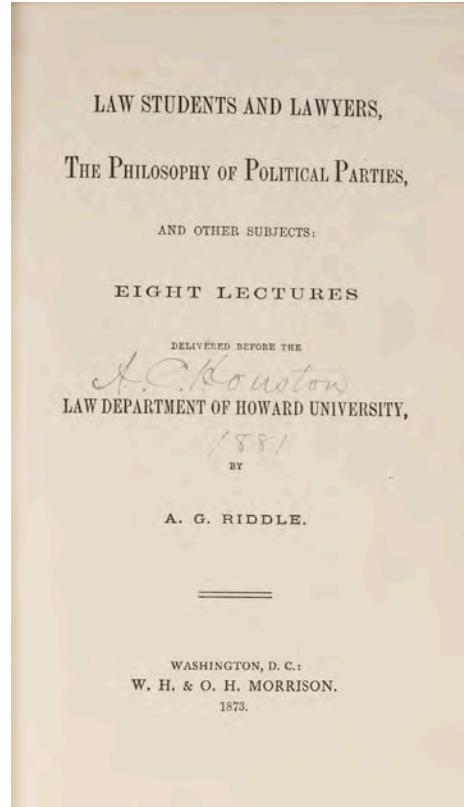 LAW STUDENTS AND LAWYERS,
THE PHILOSOPHY OF POLITICAL PARTIES,
AND OTHER SUBJECTS:
EIGHT LECTURES
DELIVERED BEFORE THE
A. C. Houston
LAW DEPARTMENT OF HOWARD UNIVERSITY,
1881
BY
A. G. RIDDLE.
WASHINGTON, D. C.:
W. H. & O. H. MORRISON.
1873.